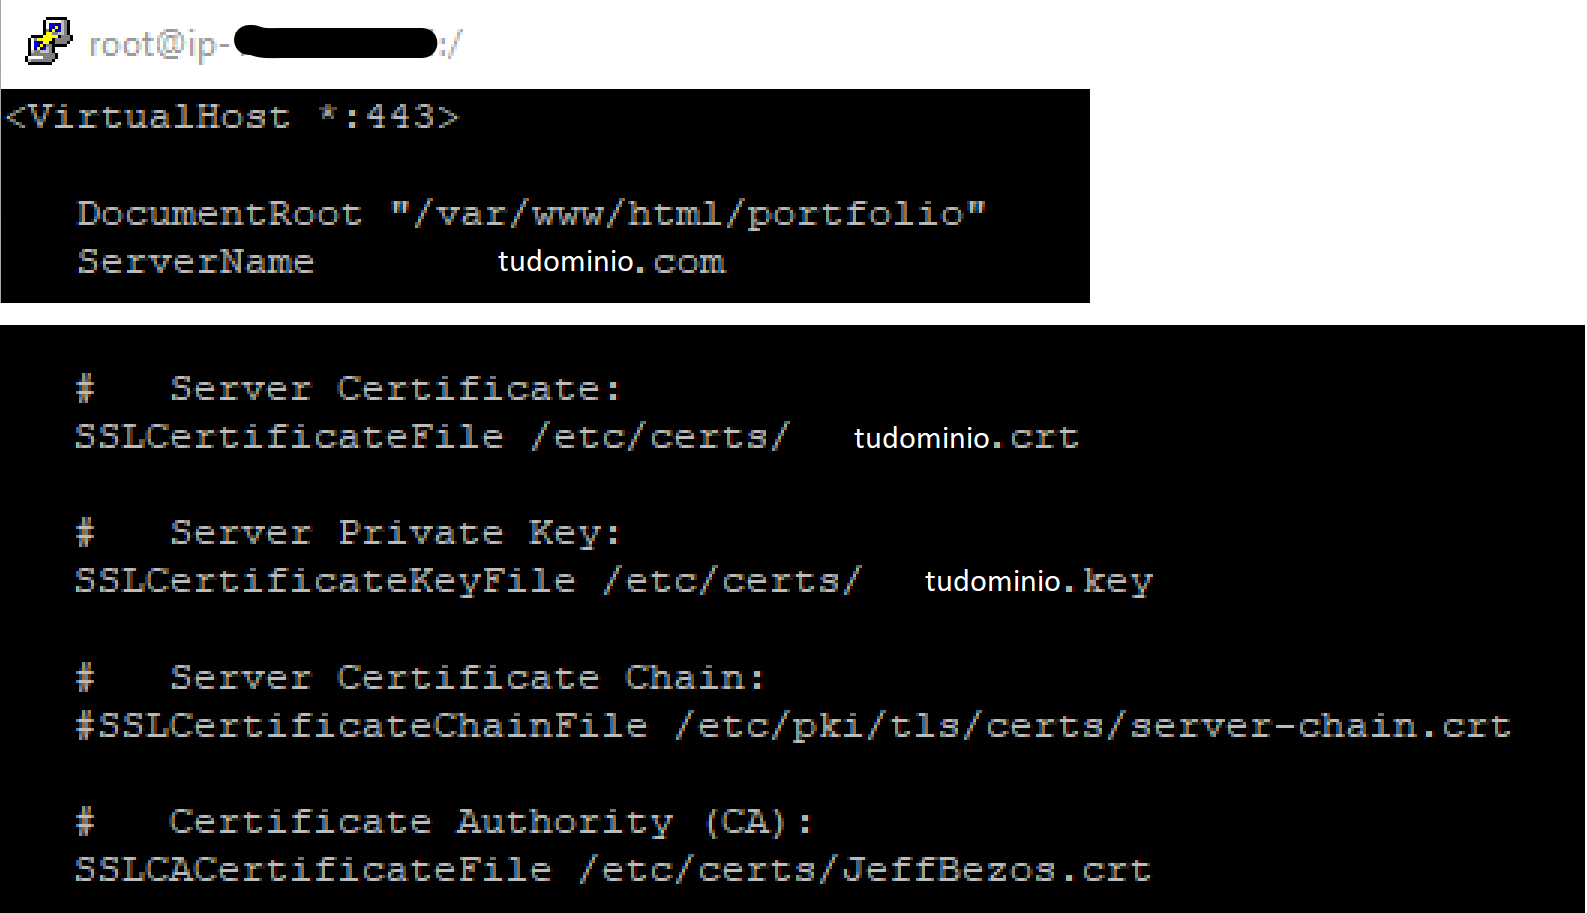 root@ip- :/
<VirtualHost *:443>
DocumentRoot "/var/www/html/portfolio"
ServerName tudominio.com
# Server Certificate:
SSLCertificateFile /etc/certs/ tudominio.crt
# Server Private Key:
SSLCertificateKeyFile /etc/certs/ tudominio.key
# Server Certificate Chain:
#SSLCertificateChainFile /etc/pki/tls/certs/server-chain.crt
# Certificate Authority (CA):
SSLCACertificateFile /etc/certs/JeffBezos.crt